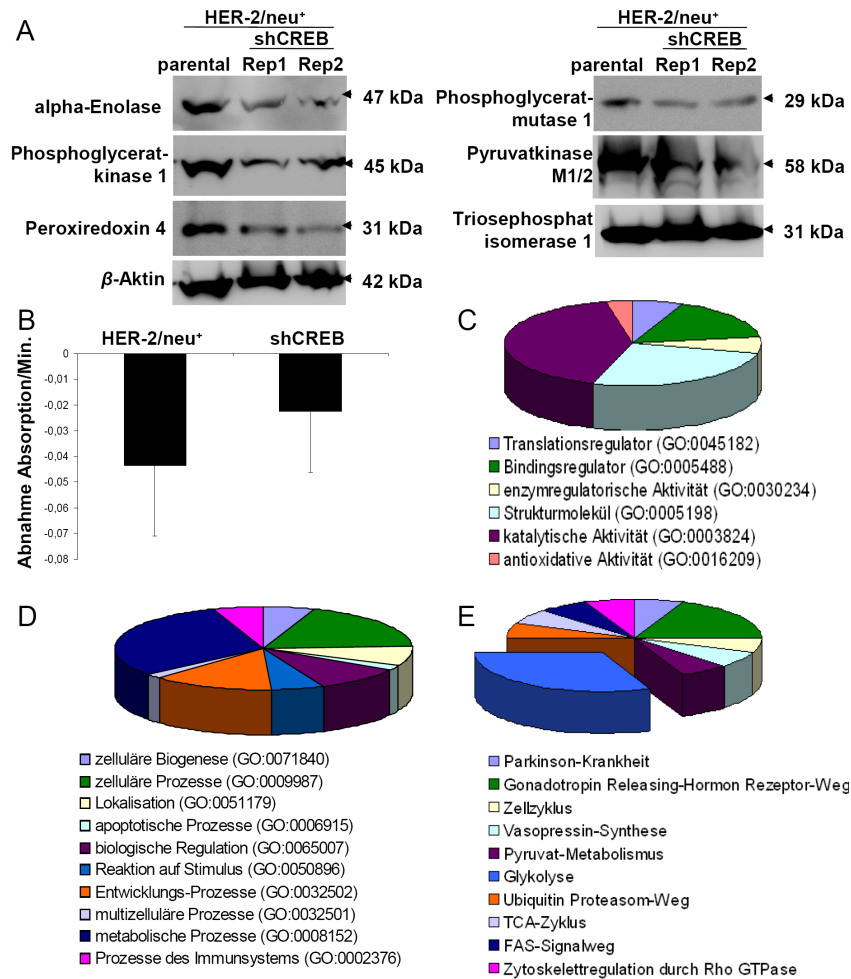 A
HER-2/neu⁺
shCREB
parental Rep1 Rep2
alpha-Enolase
47 kDa
Phosphoglycerat-
kinase 1
45 kDa
Peroxiredoxin 4
31 kDa
β-Aktin
42 kDa
HER-2/neu⁺
shCREB
parental Rep1 Rep2
Phosphoglycerat-
mutase 1
29 kDa
Pyruvatkinase
M1/2
58 kDa
Triosephosphat
isomerase 1
31 kDa
B
HER-2/neu⁺ shCREB
Abnahme Absorption/Min.
0
-0,01
-0,02
-0,03
-0,04
-0,05
-0,06
-0,07
-0,08
C
Translationsregulator (GO:0045182)
Bindingsregulator (GO:0005488)
enzymregulatorische Aktivität (GO:0030234)
Strukturmolekül (GO:0005198)
katalytische Aktivität (GO:0003824)
antioxidative Aktivität (GO:0016209)
D
zelluläre Biogenese (GO:0071840)
zelluläre Prozesse (GO:0009987)
Lokalisation (GO:0051179)
apoptotische Prozesse (GO:0006915)
biologische Regulation (GO:0065007)
Reaktion auf Stimulus (GO:0050896)
Entwicklungs-Prozesse (GO:0032502)
multizelluläre Prozesse (GO:0032501)
metabolische Prozesse (GO:0008152)
Prozesse des Immunsystems (GO:0002376)
E
Parkinson-Krankheit
Gonadotropin Releasing-Hormon Rezeptor-Weg
Zellzyklus
Vasopressin-Synthese
Pyruvat-Metabolismus
Glykolyse
Ubiquitin Proteasom-Weg
TCA-Zyklus
FAS-Signalweg
Zytoskelettregulation durch Rho GTPase